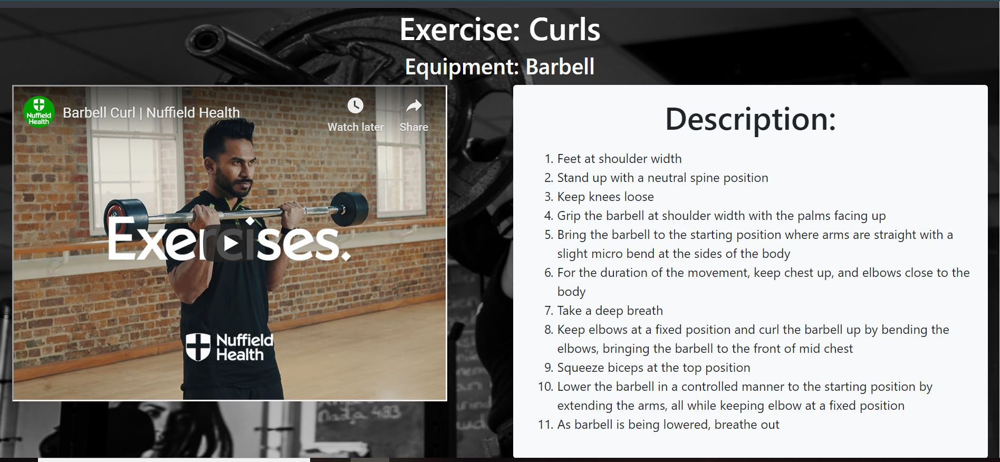 Exercise: Curls
Equipment: Barbell
Nuffield
Health
Barbell Curl | Nuffield Health
Watch later
Share
Exercises.
Nuffield
Health
Description:
1. Feet at shoulder width
2. Stand up with a neutral spine position
3. Keep knees loose
4. Grip the barbell at shoulder width with the palms facing up
5. Bring the barbell to the starting position where arms are straight with a
slight micro bend at the sides of the body
6. For the duration of the movement, keep chest up, and elbows close to the
body
7. Take a deep breath
8. Keep elbows at a fixed position and curl the barbell up by bending the
elbows, bringing the barbell to the front of mid chest
9. Squeeze biceps at the top position
10. Lower the barbell in a controlled manner to the starting position by
extending the arms, all while keeping elbow at a fixed position
11. As barbell is being lowered, breathe out